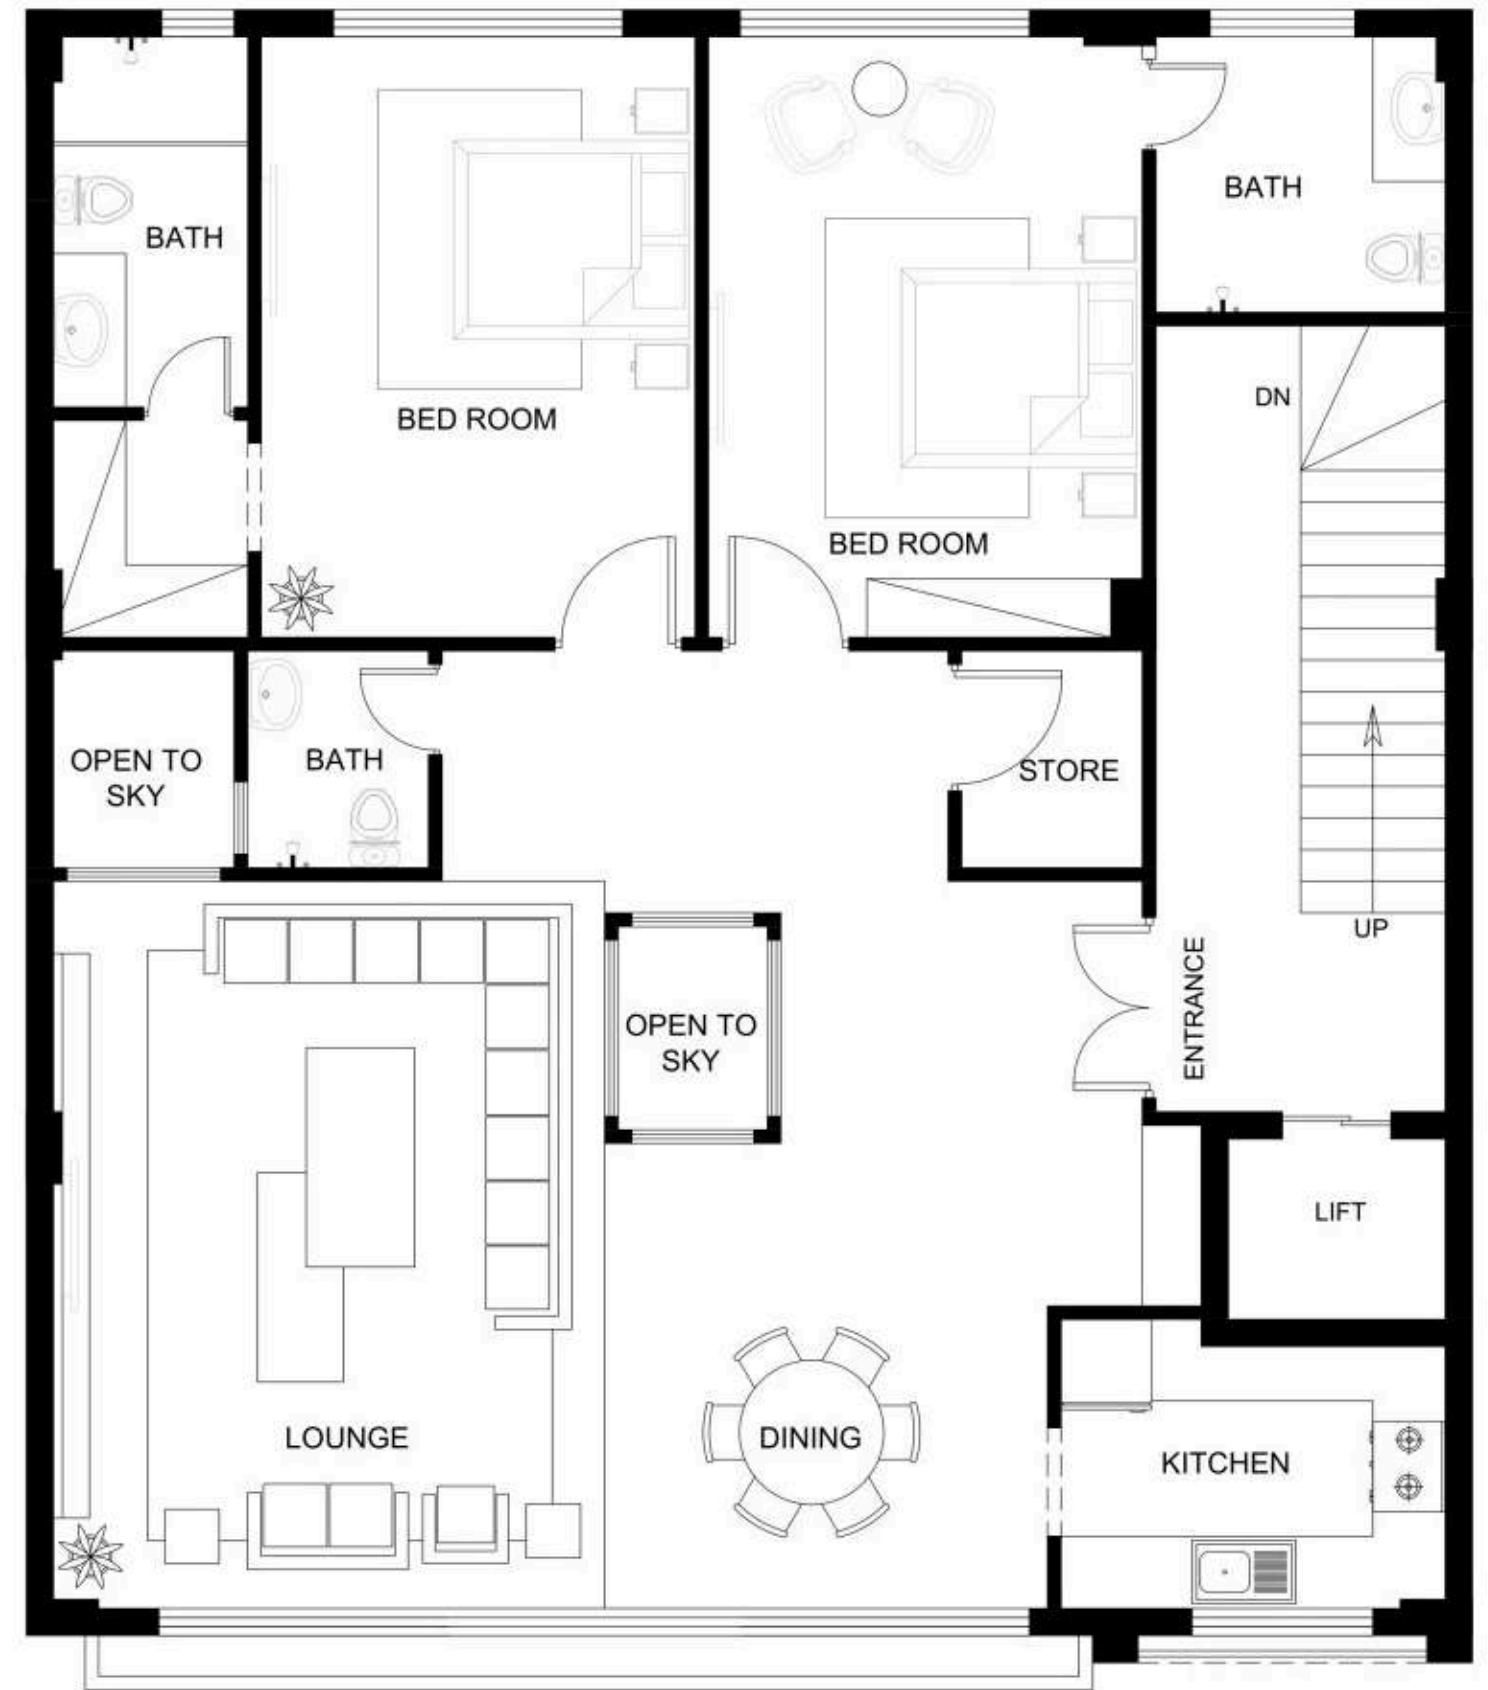 BATH
BATH
DN
BED ROOM
BED ROOM
OPEN TO
SKY
BATH
STORE
UP
ENTRANCE
OPEN TO
SKY
LIFT
LOUNGE
DINING
KITCHEN